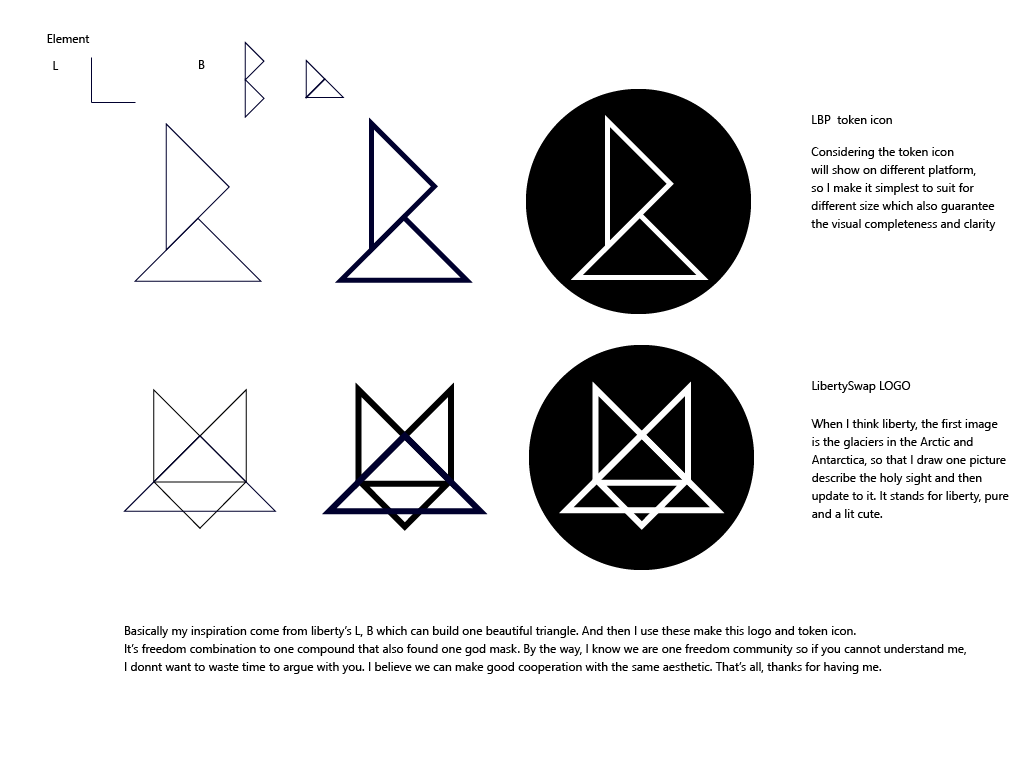 Element
L
B
LBP  token icon
Considering the token icon
will show on different platform,
so I make it simplest to suit for
different size which also guarantee
the visual completeness and clarity
LibertySwap LOGO
When I think liberty, the first image
is the glaciers in the Arctic and
Antarctica, so that I draw one picture
describe the holy sight and then
update to it. It stands for liberty, pure
and a lit cute.
Basically my inspiration come from liberty's L, B which can build one beautiful triangle. And then I use these make this logo and token icon.
It's freedom combination to one compound that also found one god mask. By the way, I know we are one freedom community so if you cannot understand me,
I donnt want to waste time to argue with you. I believe we can make good cooperation with the same aesthetic. That's all, thanks for having me.